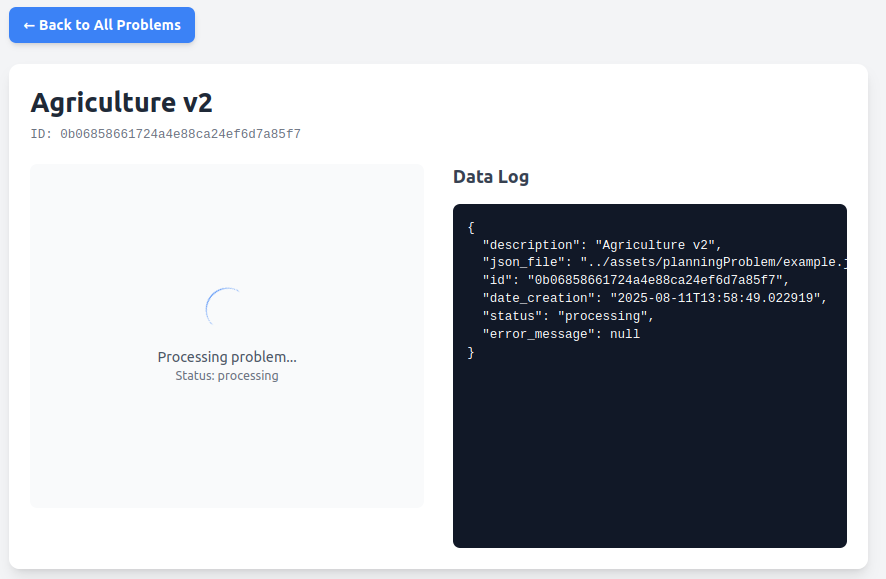 ← Back to All Problems
Agriculture v2
ID: 0b06858661724a4e88ca24ef6d7a85f7
Processing problem...
Status: processing
Data Log
{
  "description": "Agriculture v2",
  "json_file": "../assets/planningProblem/example.j
  "id": "0b06858661724a4e88ca24ef6d7a85f7",
  "date_creation": "2025-08-11T13:58:49.022919",
  "status": "processing",
  "error_message": null
}